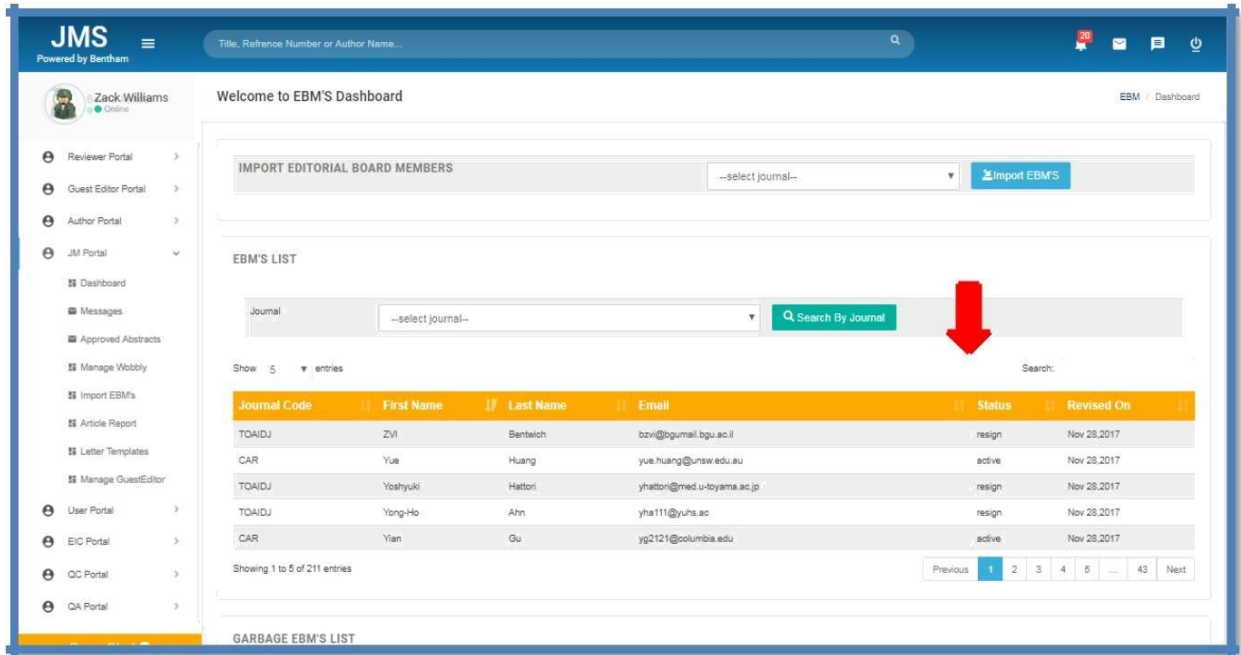 JMS
Powered by Bentham
Title, Refrence Number or Author Name...
20
Zack Williams
Online
Welcome to EBM'S Dashboard
EBM / Dashboard
Reviewer Portal
Guest Editor Portal
Author Portal
JM Portal
Dashboard
Messages
Approved Abstracts
Manage Wobbly
Import EBM's
Article Report
Letter Templates
Manage GuestEditor
User Portal
EIC Portal
QC Portal
QA Portal
IMPORT EDITORIAL BOARD MEMBERS
--select journal--
Import EBM'S
EBM'S LIST
Journal
--select journal--
Search By Journal
Show 5 entries
Search:
Journal Code First Name Last Name Email Status Revised On
TOAIDJ ZVI Bentwich bzvi@bgumail.bgu.ac.il resign Nov 28,2017
CAR Yue Huang yue.huang@unsw.edu.au active Nov 28,2017
TOAIDJ Yoshyuki Hattori yhattori@med.u-toyama.ac.jp resign Nov 28,2017
TOAIDJ Yong-Ho Ahn yha111@yuhs.ac resign Nov 28,2017
CAR Yian Gu yg2121@columbia.edu active Nov 28,2017
Showing 1 to 5 of 211 entries
Previous 1 2 3 4 5 ... 43 Next
GARBAGE EBM'S LIST